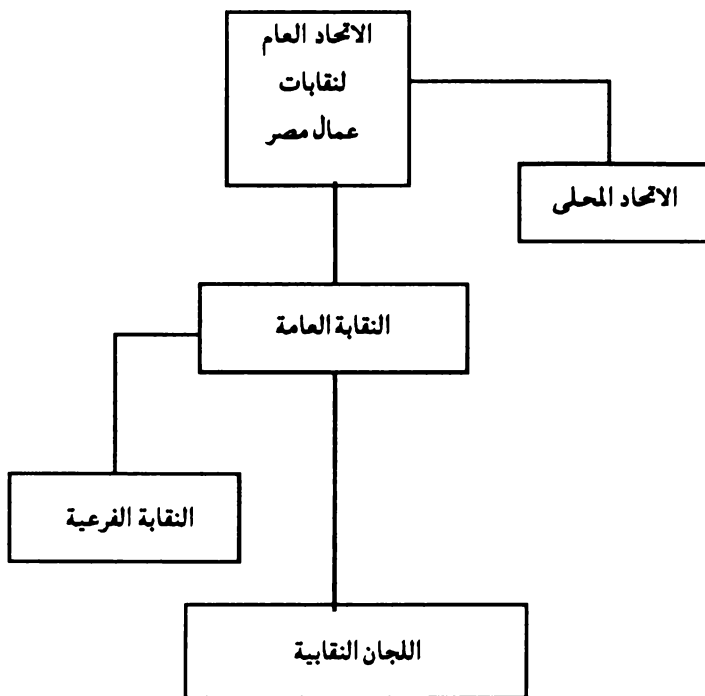 الاتحاد العام
لنقابات
عمال مصر
الاتحاد المحلى
النقابة العامة
النقابة الفرعية
اللجان النقابية